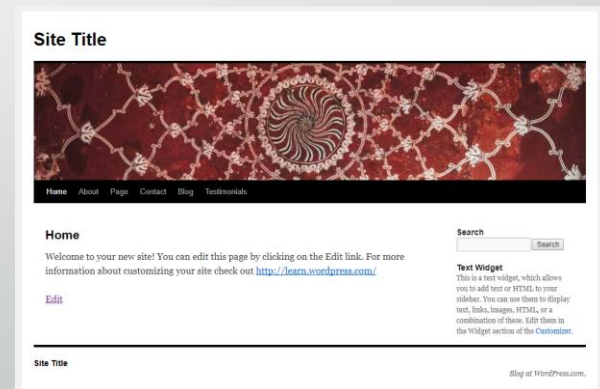 Site Title
Home About Page Contact Blog Testimonials
Home
Welcome to your new site! You can edit this page by clicking on the Edit link. For more
information about customizing your site check out http://learn.wordpress.com/
Edit
Search
Search
Text Widget
This is a text widget, which allows
you to add text or HTML to your
sidebar. You can use them to display
text, links, images, HTML, or a
combination of these. Edit them in
the Widget section of the Customizer.
Site Title
Blog at WordPress.com.